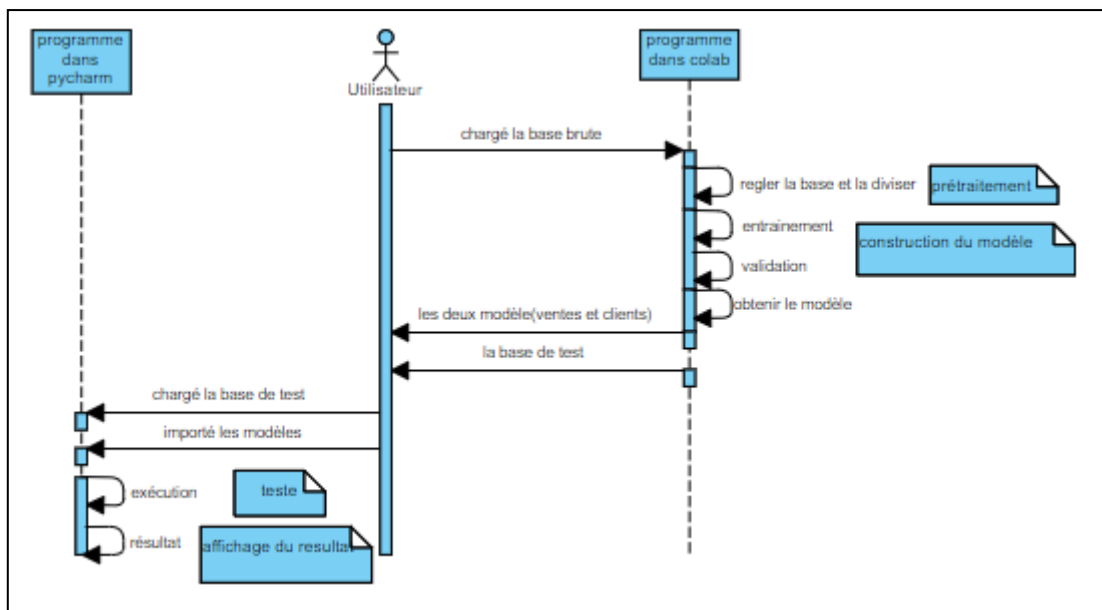 programme
dans
pycharm
Utilisateur
programme
dans colab
chargé la base brute
regler la base et la diviser
prétraitement
entrainement
construction du modèle
validation
obtenir le modèle
les deux modèle(ventes et clients)
la base de test
chargé la base de test
importé les modèles
exécution
teste
résultat
affichage du resultat